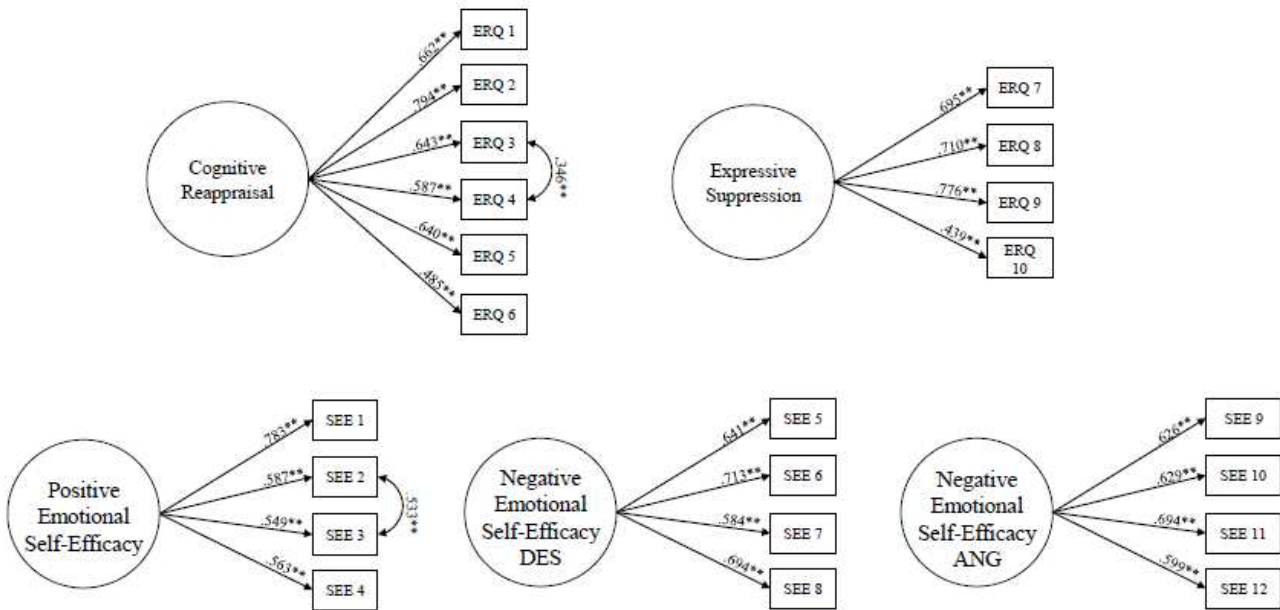 Cognitive
Reappraisal
.662**
.794**
.643**
.587**
.640**
.485**
ERQ 1
ERQ 2
ERQ 3
ERQ 4
ERQ 5
ERQ 6
.346**
Expressive
Suppression
.695**
.710**
.776**
.439**
ERQ 7
ERQ 8
ERQ 9
ERQ
10
Positive
Emotional
Self-Efficacy
.783**
.587**
.549**
.563**
SEE 1
SEE 2
SEE 3
SEE 4
.533**
Negative
Emotional
Self-Efficacy
DES
.641**
.713**
.584**
.694**
SEE 5
SEE 6
SEE 7
SEE 8
Negative
Emotional
Self-Efficacy
ANG
.626**
.629**
.694**
.599**
SEE 9
SEE 10
SEE 11
SEE 12